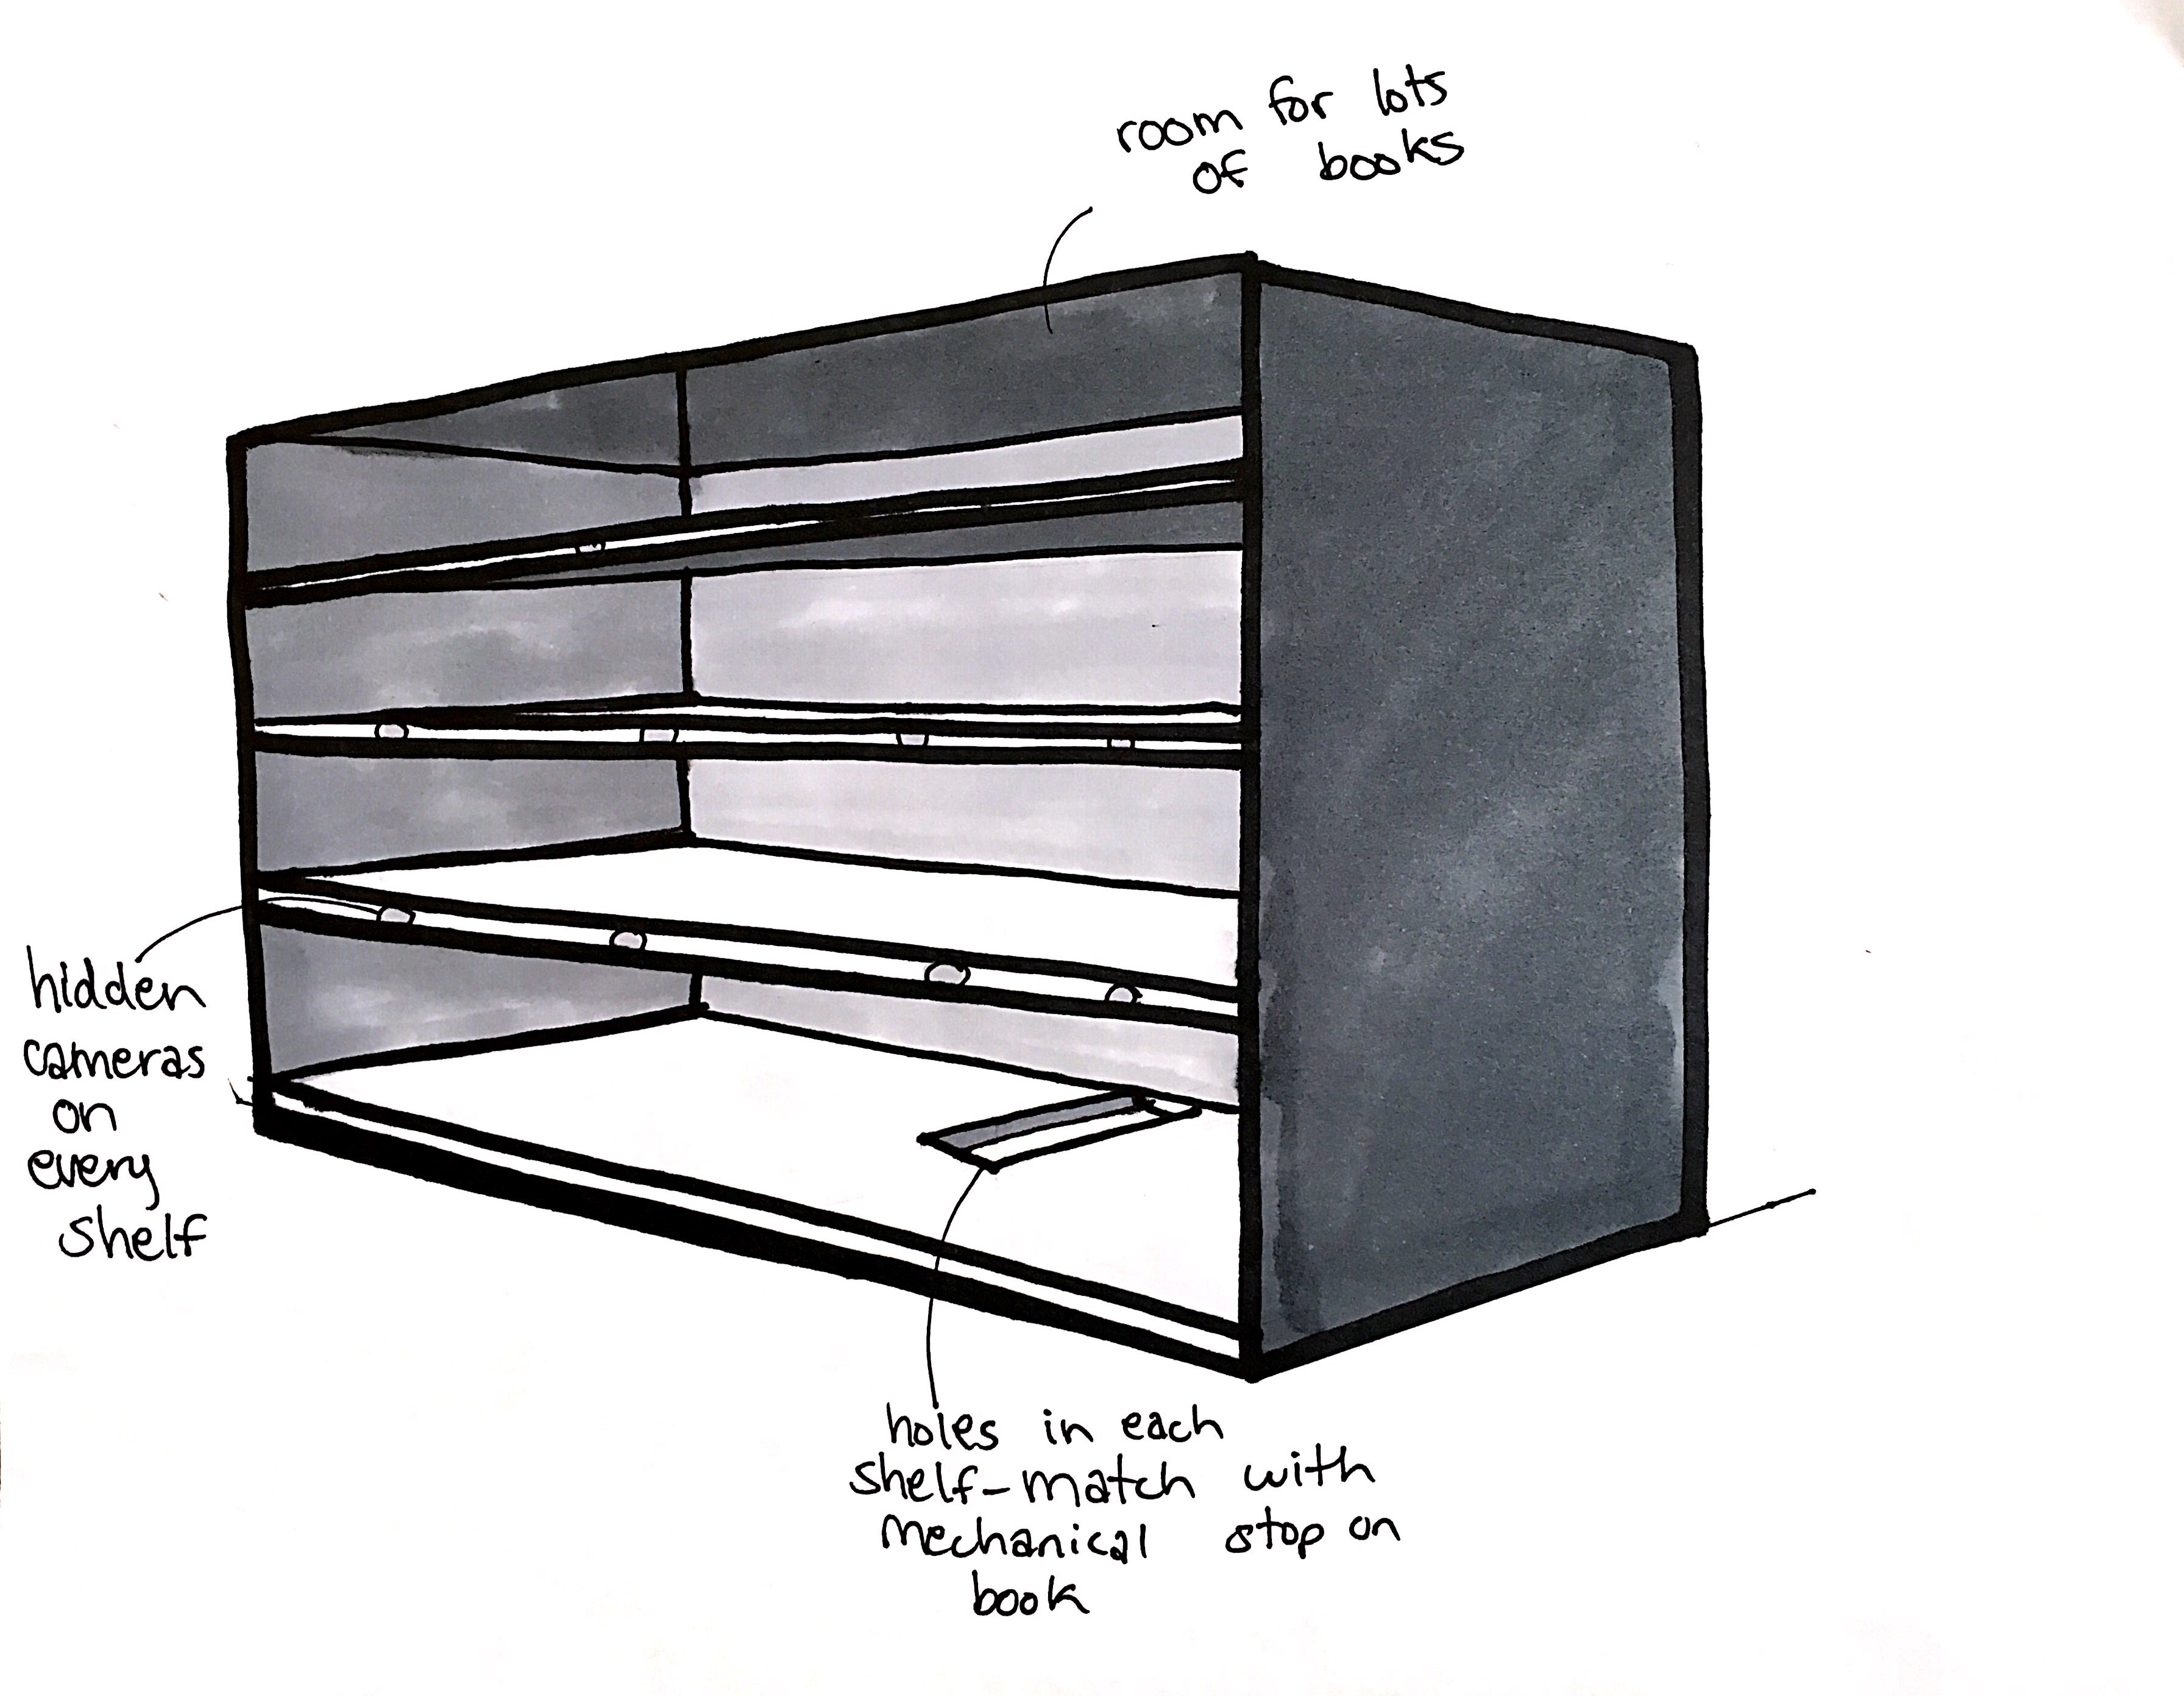 room for lots
of books
hidden
cameras
on
every
shelf
holes in each
shelf-match with
mechanical stop on
book